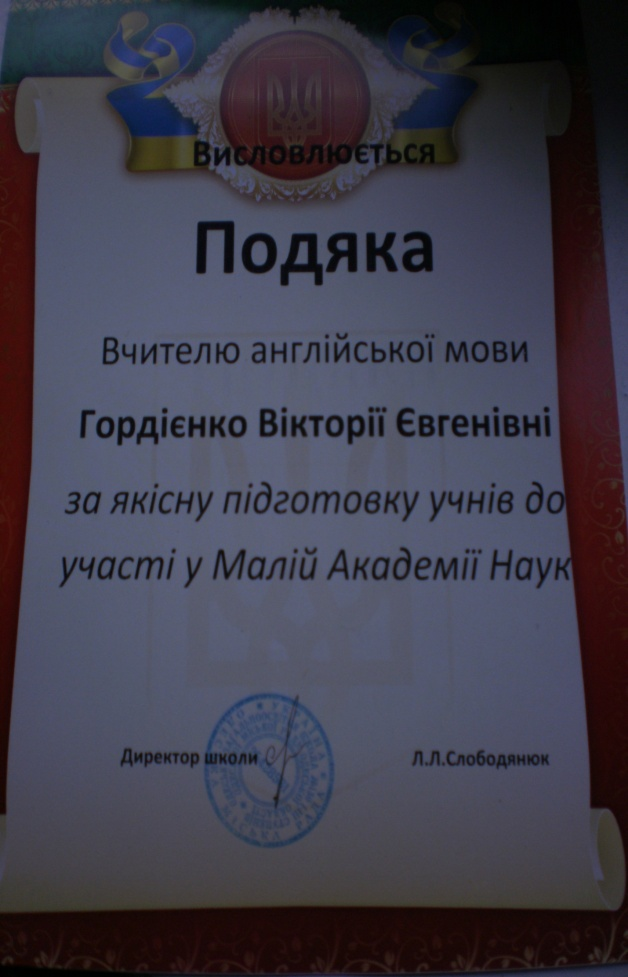 Висловлюється
Подяка
Вчителю англійської мови
Гордієнко Вікторії Євгенівні
за якісну підготовку учнів до
участі у Малій Академії Наук
Директор школи
Л.Л.Слободянюк